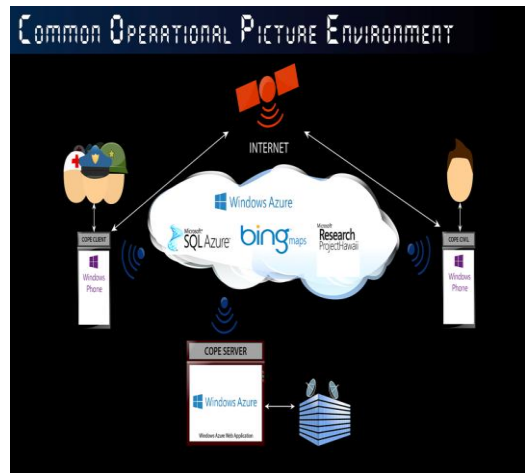 Common Operational Picture Environment
INTERNET
Windows Azure
Microsoft
SQL Azure
bing maps
Microsoft
Research
ProjectHawaii
COPE CLIENT
Windows
Phone
COPE CIVIL
Windows
Phone
COPE SERVER
Windows Azure
Windows Azure Web Application